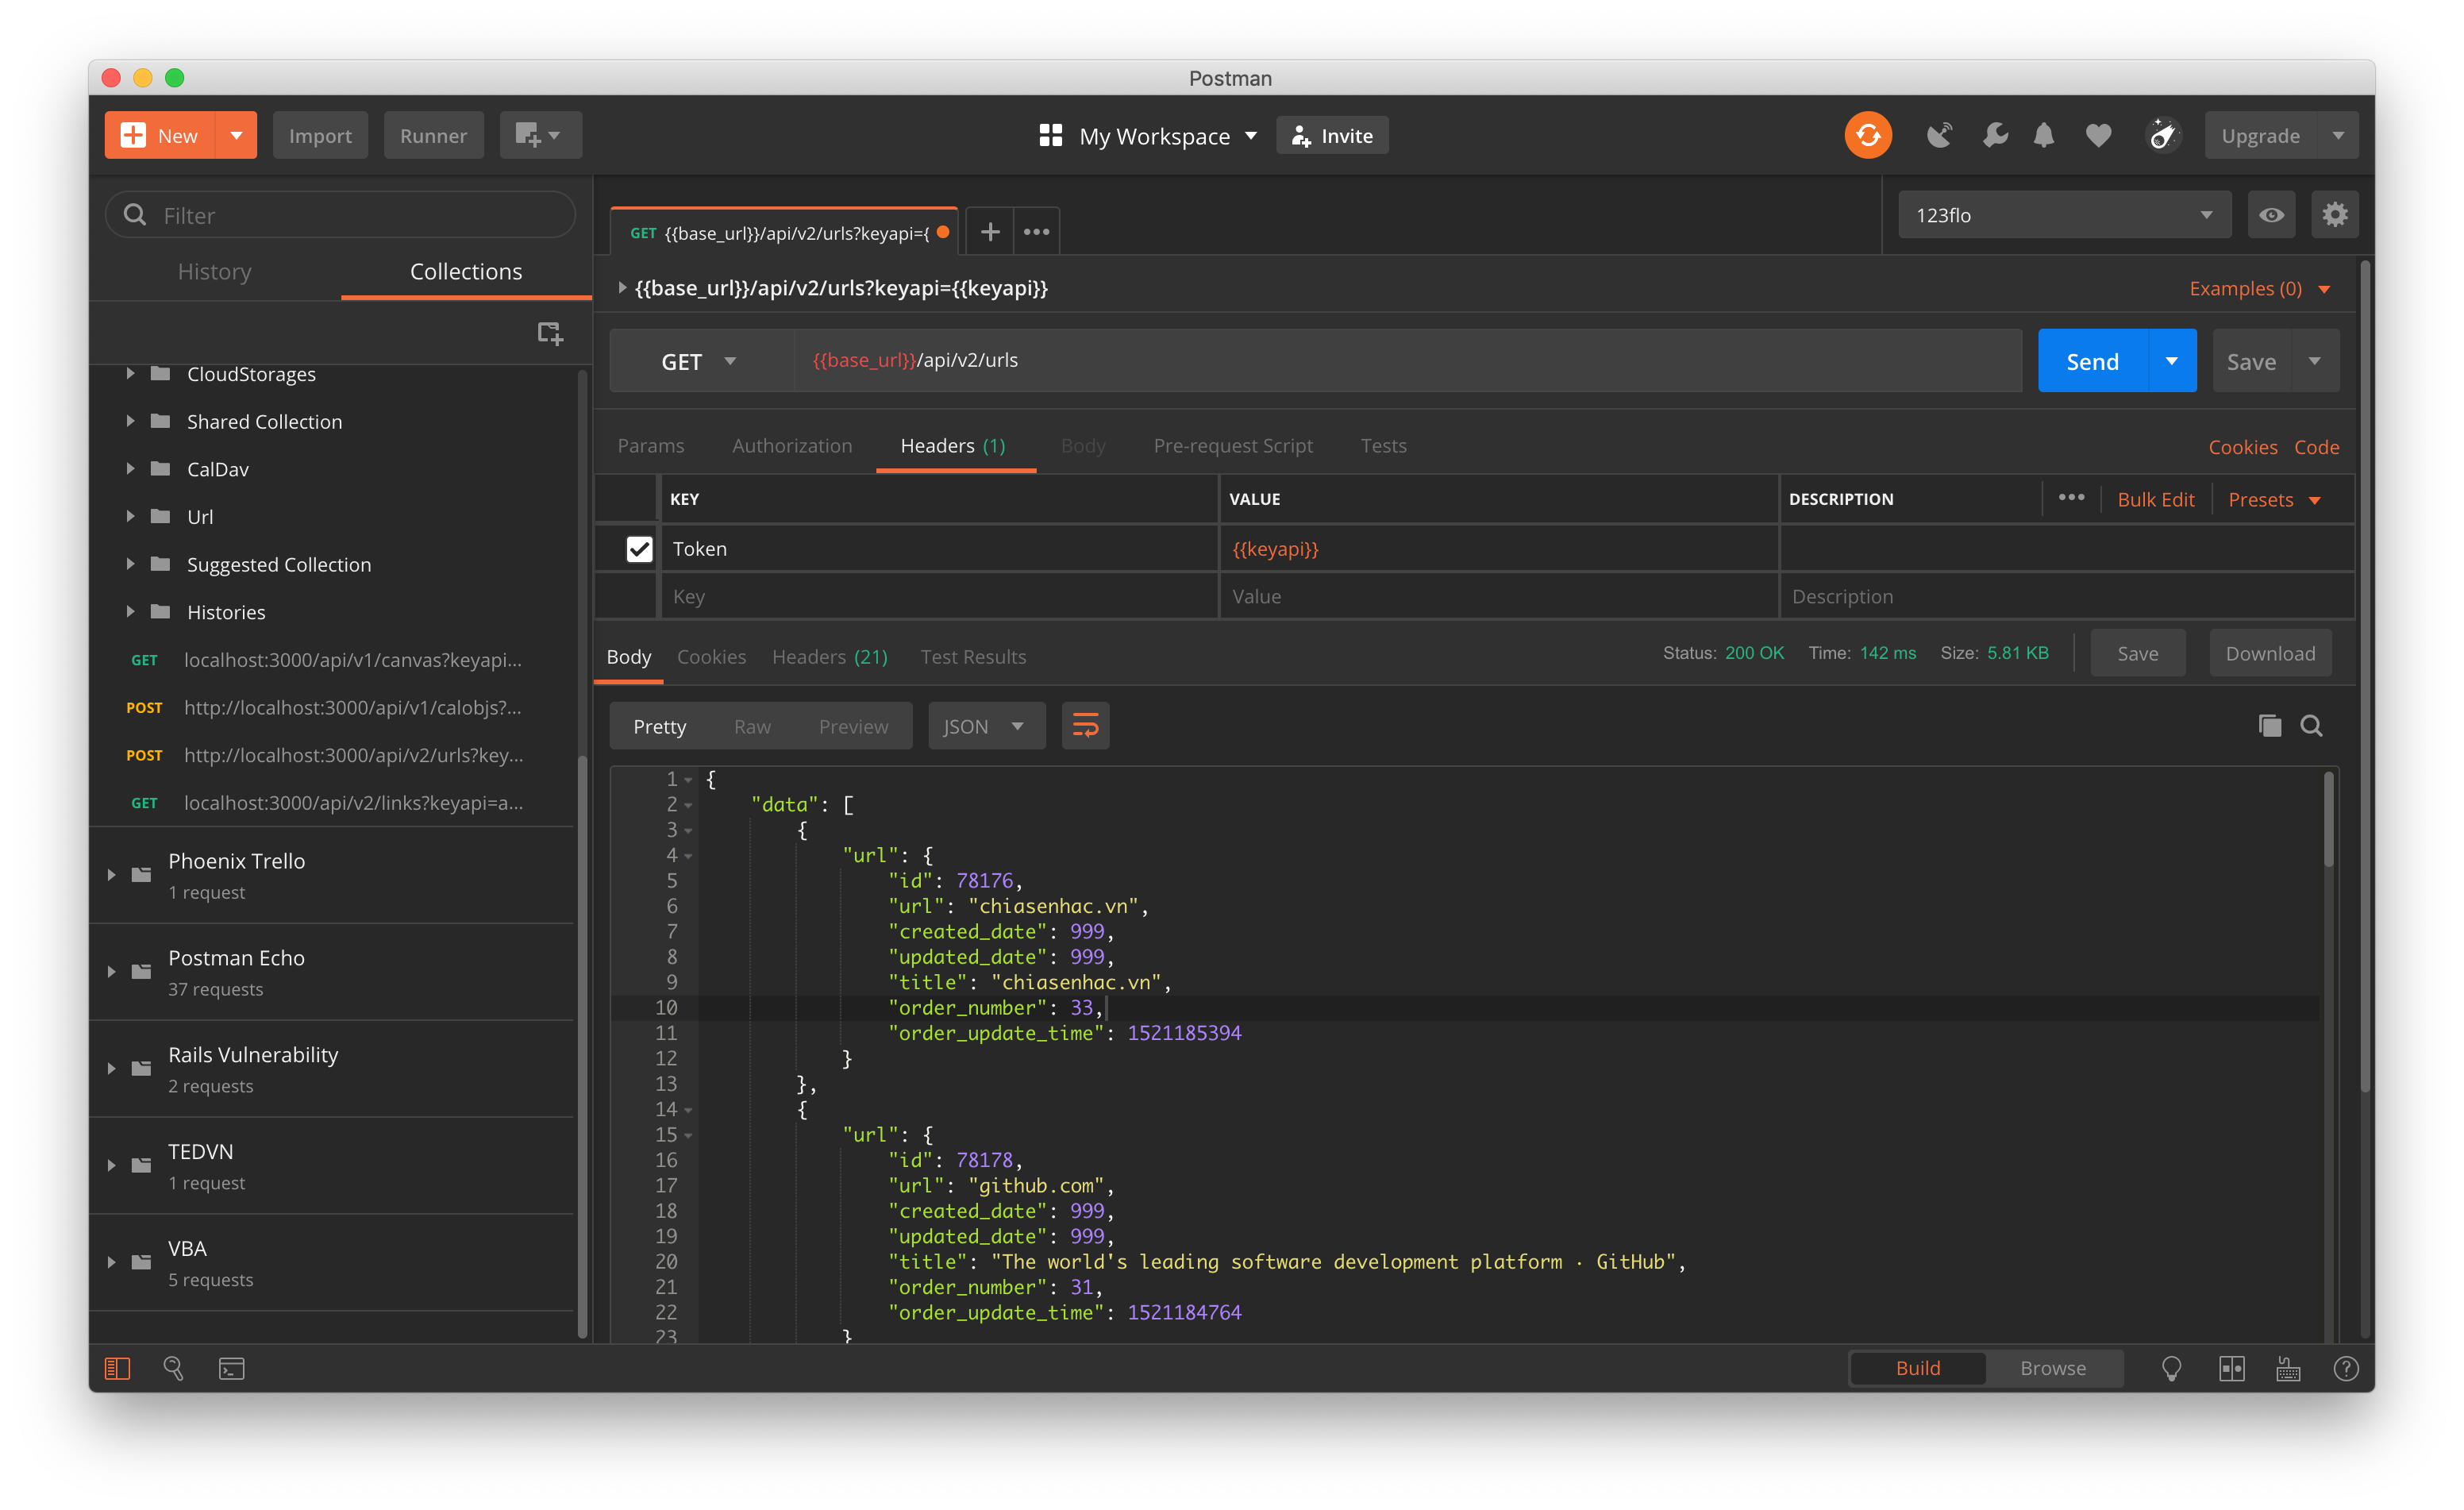 Postman
New
Import
Runner
My Workspace
Invite
Upgrade
Filter
History
Collections
CloudStorages
Shared Collection
CalDav
Url
Suggested Collection
Histories
GET localhost:3000/api/v1/canvas?keyapi...
POST http://localhost:3000/api/v1/calobjs?...
POST http://localhost:3000/api/v2/urls?key...
GET localhost:3000/api/v2/links?keyapi=a...
Phoenix Trello
1 request
Postman Echo
37 requests
Rails Vulnerability
2 requests
TEDVN
1 request
VBA
5 requests
GET {{base_url}}/api/v2/urls?keyapi={
123flo
{{base_url}}/api/v2/urls?keyapi={{keyapi}}
Examples (0)
GET {{base_url}}/api/v2/urls
Send
Save
Params Authorization Headers (1) Body Pre-request Script Tests
Cookies Code
KEY VALUE DESCRIPTION
Bulk Edit Presets
Token {{keyapi}}
Key Value Description
Body Cookies Headers (21) Test Results
Status: 200 OK Time: 142 ms Size: 5.81 KB
Save Download
Pretty Raw Preview JSON
1 {
2 "data": [
3 {
4 "url": {
5 "id": 78176,
6 "url": "chiasenhac.vn",
7 "created_date": 999,
8 "updated_date": 999,
9 "title": "chiasenhac.vn",
10 "order_number": 33,
11 "order_update_time": 1521185394
12 }
13 },
14 {
15 "url": {
16 "id": 78178,
17 "url": "github.com",
18 "created_date": 999,
19 "updated_date": 999,
20 "title": "The world's leading software development platform · GitHub",
21 "order_number": 31,
22 "order_update_time": 1521184764
23 }
Build Browse